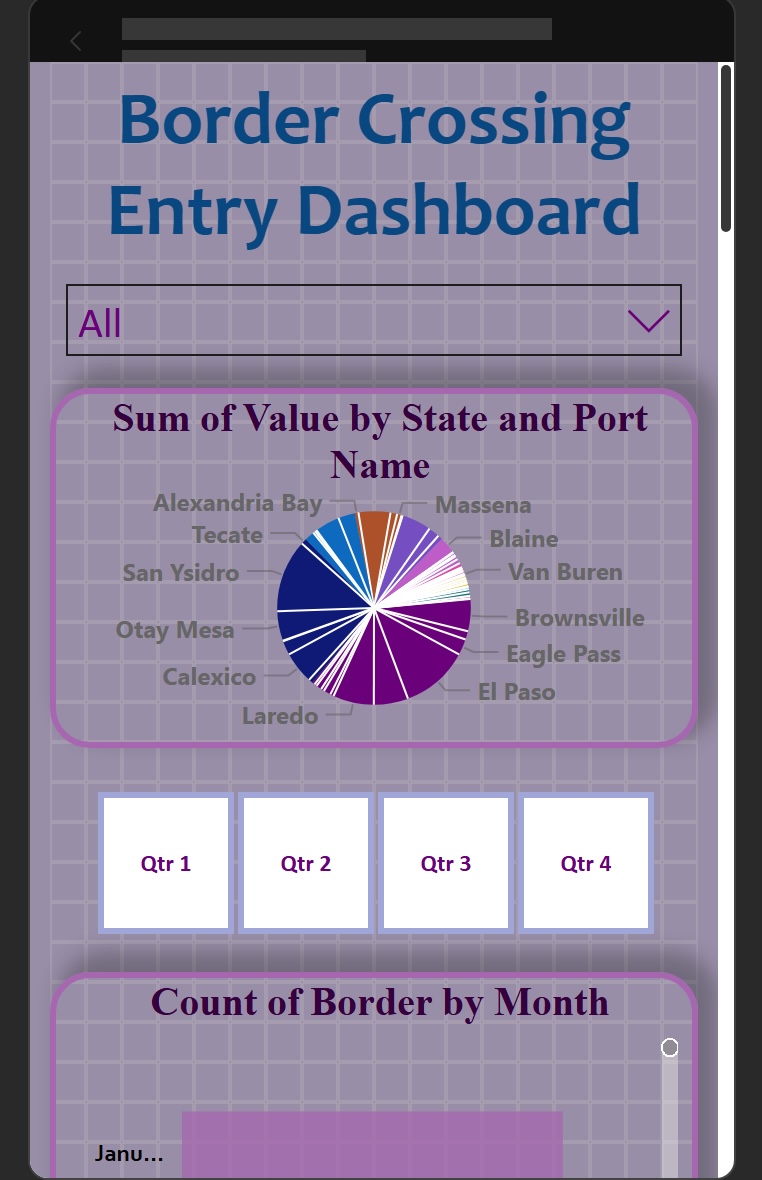 Border Crossing
Entry Dashboard
All
Sum of Value by State and Port
Name
Alexandria Bay
Massena
Tecate
Blaine
San Ysidro
Van Buren
Otay Mesa
Brownsville
Eagle Pass
Calexico
El Paso
Laredo
Qtr 1
Qtr 2
Qtr 3
Qtr 4
Count of Border by Month
Janu...